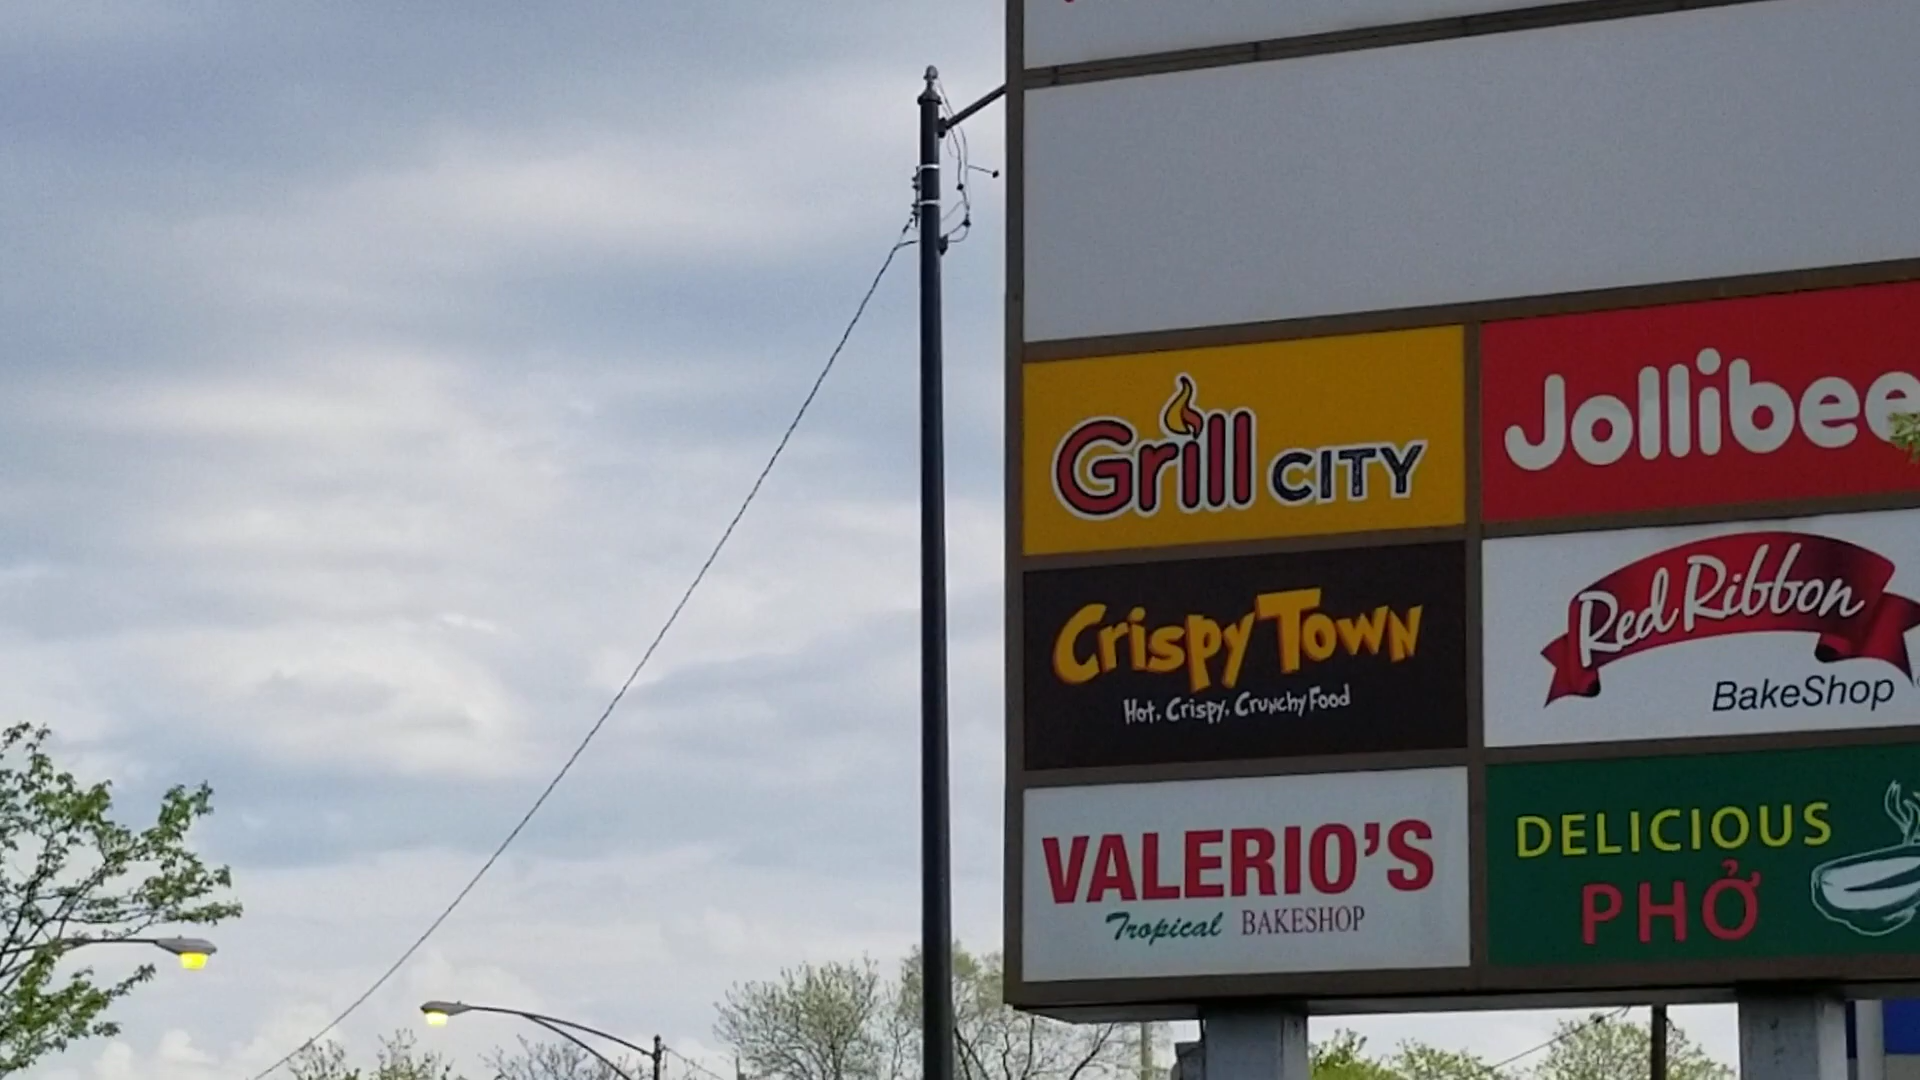 Grill CITY
Jollibee
Crispy Town
Hot, Crispy, Crunchy Food
Red Ribbon
BakeShop
VALERIO'S
Tropical BAKESHOP
DELICIOUS
PHỞ